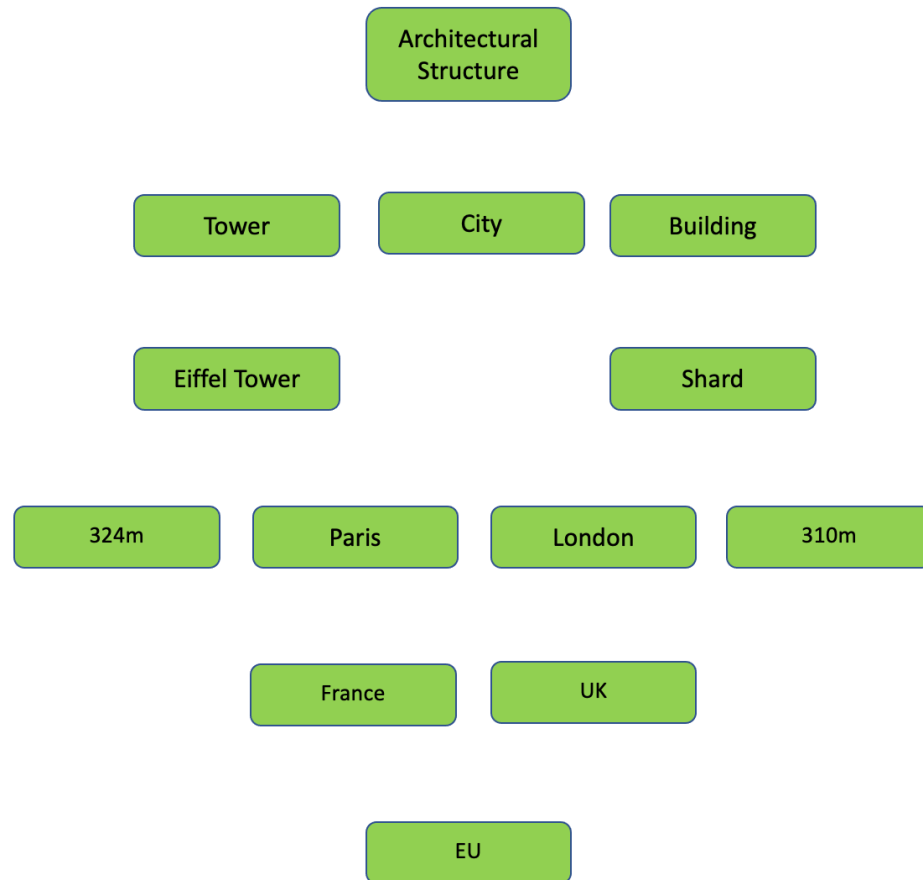 Architectural
Structure
Tower
City
Building
Eiffel Tower
Shard
324m
Paris
London
310m
France
UK
EU